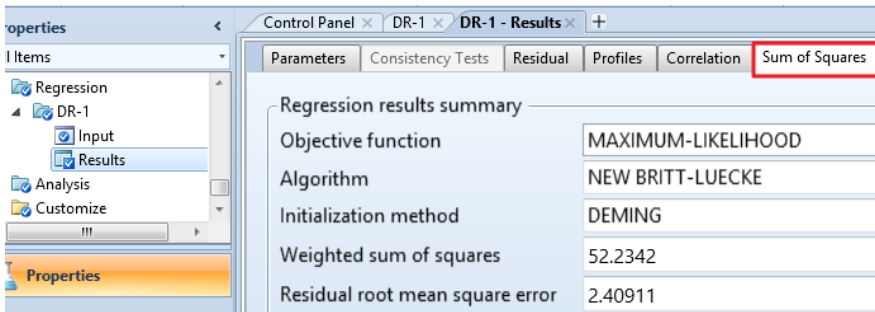 roperties
Control Panel DR-1 DR-1 - Results
l Items
Parameters Consistency Tests Residual Profiles Correlation Sum of Squares
Regression
DR-1
Input
Results
Analysis
Customize
Properties
Regression results summary
Objective function MAXIMUM-LIKELIHOOD
Algorithm NEW BRITT-LUECKE
Initialization method DEMING
Weighted sum of squares 52.2342
Residual root mean square error 2.40911